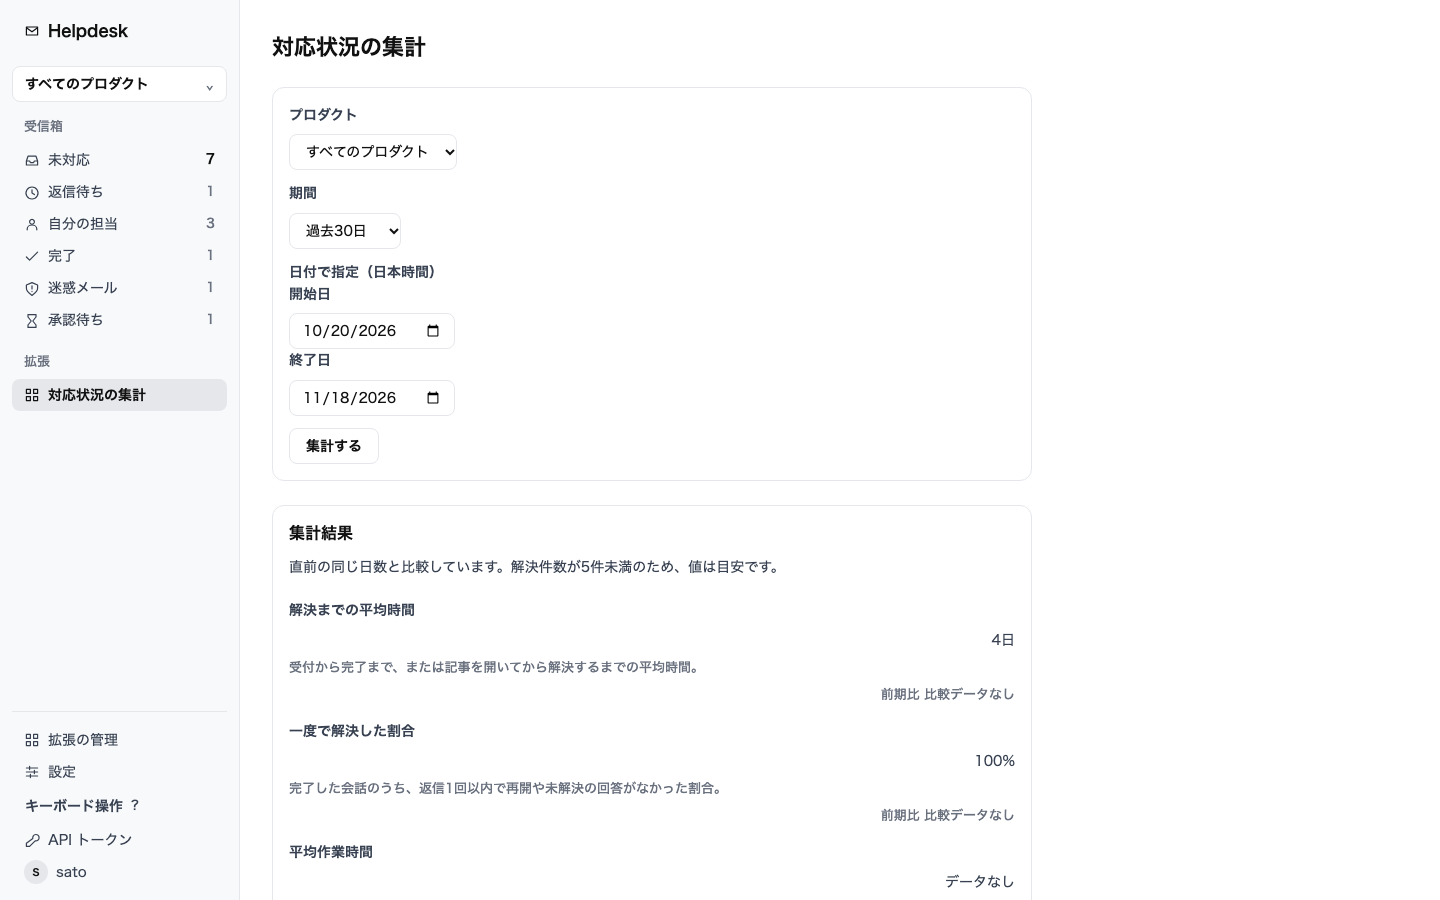 Helpdesk
すべてのプロダクト
受信箱
未対応 7
返信待ち 1
自分の担当 3
完了 1
迷惑メール 1
承認待ち 1
拡張
対応状況の集計
拡張の管理
設定
キーボード操作 ?
API トークン
S sato
対応状況の集計
プロダクト
すべてのプロダクト
期間
過去30日
日付で指定（日本時間）
開始日
10/20/2026
終了日
11/18/2026
集計する
集計結果
直前の同じ日数と比較しています。解決件数が5件未満のため、値は目安です。
解決までの平均時間
4日
受付から完了まで、または記事を開いてから解決するまでの平均時間。
前期比 比較データなし
一度で解決した割合
100%
完了した会話のうち、返信1回以内で再開や未解決の回答がなかった割合。
前期比 比較データなし
平均作業時間
データなし